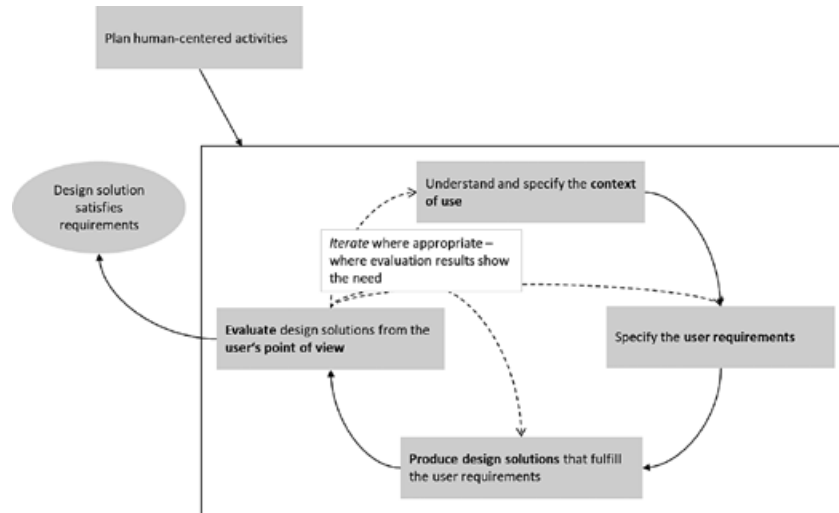 Plan human-centered activities
Understand and specify the context
of use
Design solution
satisfies
requirements
Iterate where appropriate –
where evaluation results show
the need
Evaluate design solutions from the
user's point of view
Specify the user requirements
Produce design solutions that fulfill
the user requirements